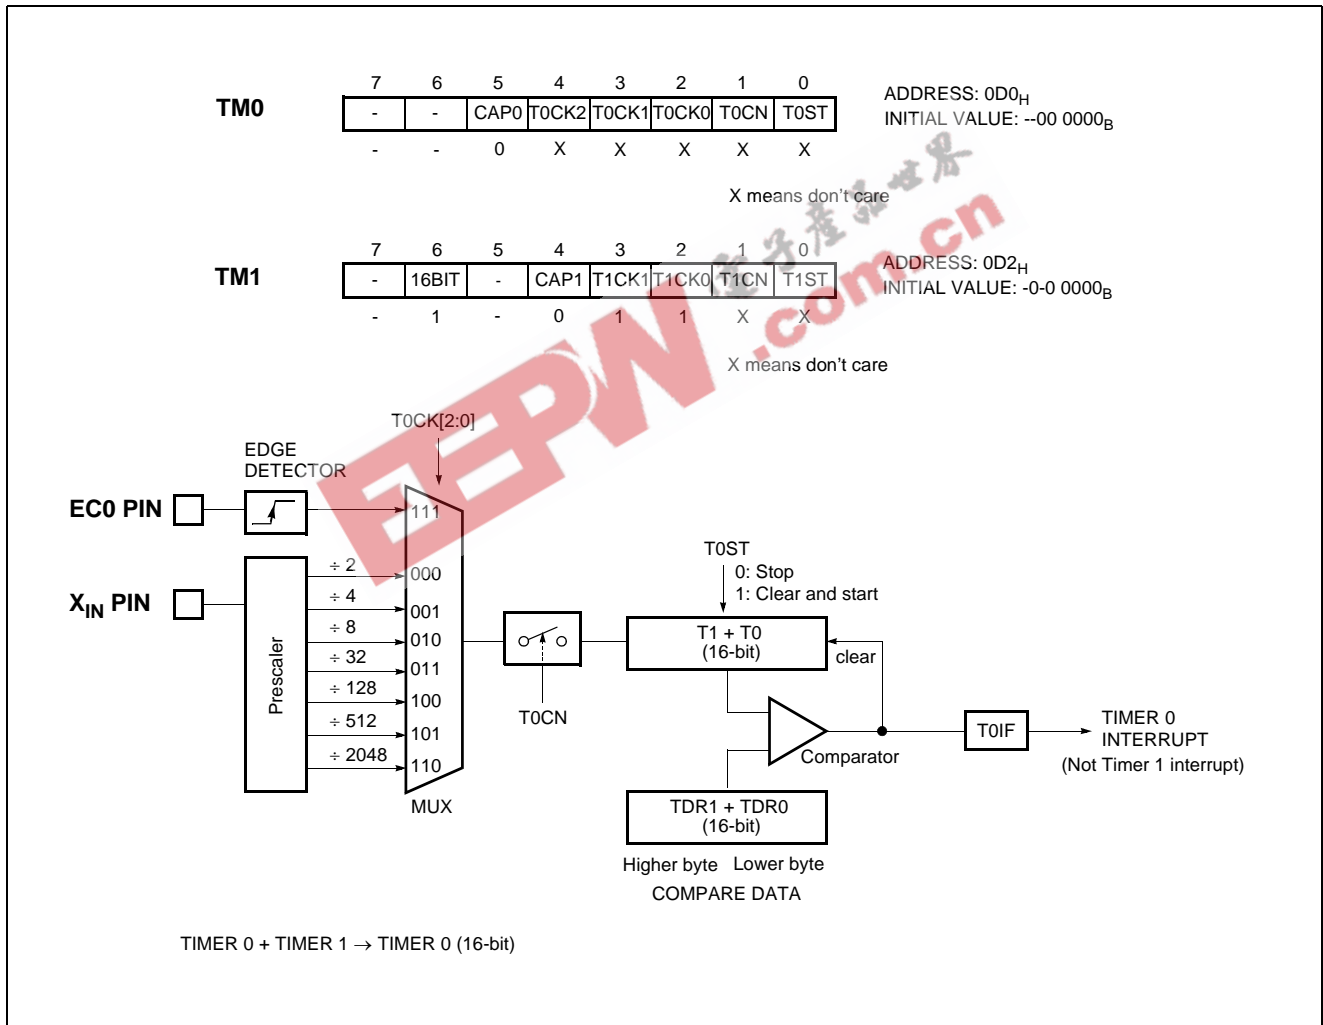 7 6 5 4 3 2 1 0
TM0
- - CAP0 T0CK2 T0CK1 T0CK0 T0CN T0ST
ADDRESS: 0D0H
INITIAL VALUE: --00 0000B
- - 0 X X X X X
X means don't care
7 6 5 4 3 2 1 0
TM1
- 16BIT - CAP1 T1CK1 T1CK0 T1CN T1ST
ADDRESS: 0D2H
INITIAL VALUE: -0-0 0000B
- 1 - 0 1 1 X X
X means don't care
電子產品世界
EEPW.com.cn
T0CK[2:0]
EDGE
DETECTOR
EC0 PIN
111
XIN PIN
Prescaler
÷ 2 000
÷ 4 001
÷ 8 010
÷ 32 011
÷ 128 100
÷ 512 101
÷ 2048 110
MUX
T0CN
T0ST
0: Stop
1: Clear and start
T1 + T0
(16-bit)
clear
Comparator
T0IF
TIMER 0
INTERRUPT
(Not Timer 1 interrupt)
TDR1 + TDR0
(16-bit)
Higher byte Lower byte
COMPARE DATA
TIMER 0 + TIMER 1 → TIMER 0 (16-bit)